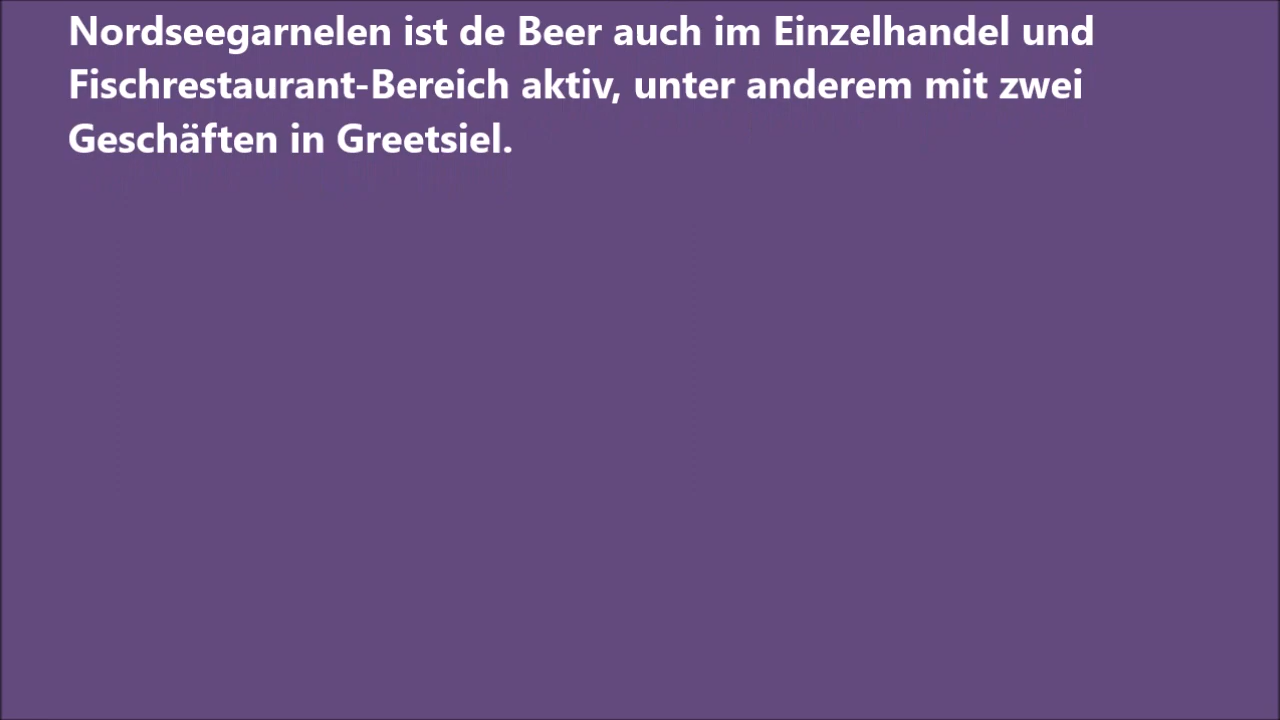 Nordseegarnelen ist de Beer auch im Einzelhandel und
Fischrestaurant-Bereich aktiv, unter anderem mit zwei
Geschäften in Greetsiel.